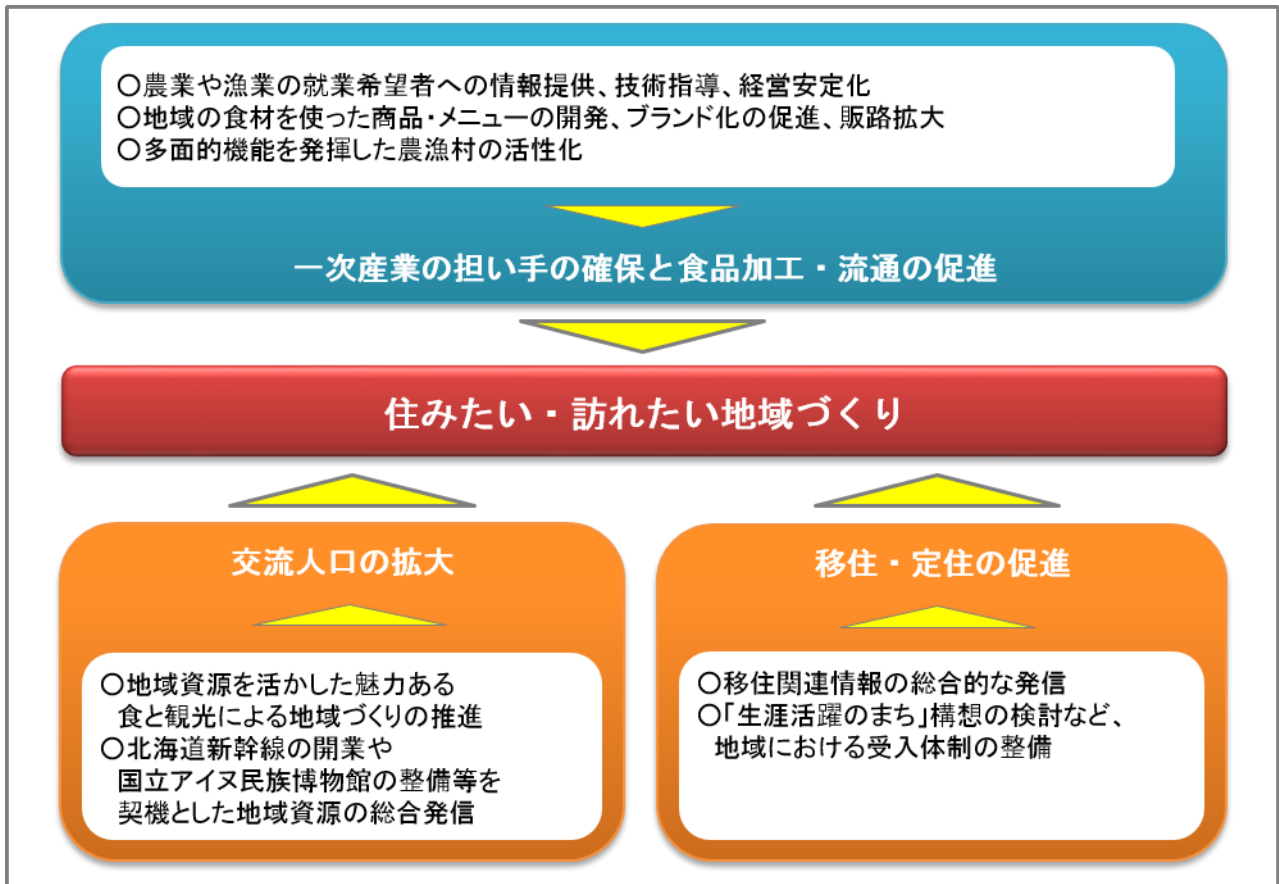 ○農業や漁業の就業希望者への情報提供、技術指導、経営安定化
○地域の食材を使った商品・メニューの開発、ブランド化の促進、販路拡大
○多面的機能を発揮した農漁村の活性化
一次産業の担い手の確保と食品加工・流通の促進
住みたい・訪れたい地域づくり
交流人口の拡大
○地域資源を活かした魅力ある
食と観光による地域づくりの推進
○北海道新幹線の開業や
国立アイヌ民族博物館の整備等を
契機とした地域資源の総合発信
移住・定住の促進
○移住関連情報の総合的な発信
○「生涯活躍のまち」構想の検討など、
地域における受入体制の整備